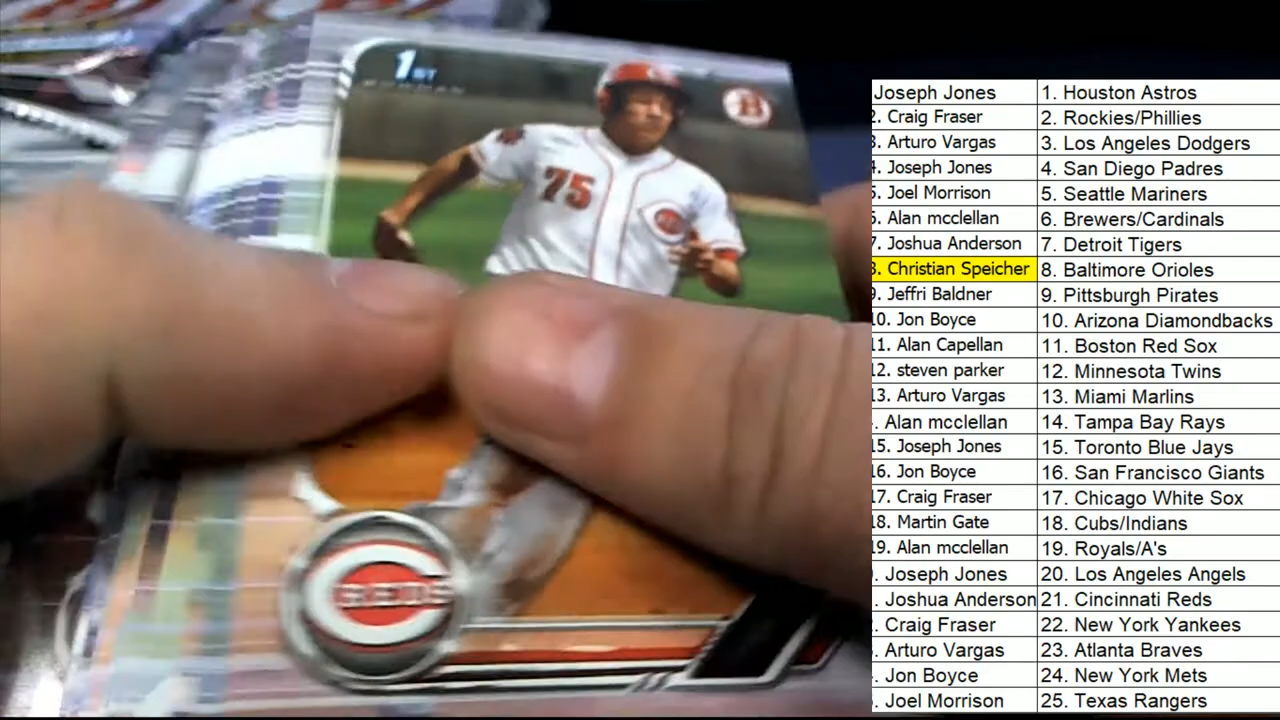 1ST
B
75
REDS
Joseph Jones 1. Houston Astros
2. Craig Fraser 2. Rockies/Phillies
3. Arturo Vargas 3. Los Angeles Dodgers
4. Joseph Jones 4. San Diego Padres
5. Joel Morrison 5. Seattle Mariners
6. Alan mcclellan 6. Brewers/Cardinals
7. Joshua Anderson 7. Detroit Tigers
8. Christian Speicher 8. Baltimore Orioles
9. Jeffri Baldner 9. Pittsburgh Pirates
10. Jon Boyce 10. Arizona Diamondbacks
11. Alan Capellan 11. Boston Red Sox
12. steven parker 12. Minnesota Twins
13. Arturo Vargas 13. Miami Marlins
. Alan mcclellan 14. Tampa Bay Rays
15. Joseph Jones 15. Toronto Blue Jays
16. Jon Boyce 16. San Francisco Giants
17. Craig Fraser 17. Chicago White Sox
18. Martin Gate 18. Cubs/Indians
19. Alan mcclellan 19. Royals/A's
. Joseph Jones 20. Los Angeles Angels
. Joshua Anderson 21. Cincinnati Reds
. Craig Fraser 22. New York Yankees
. Arturo Vargas 23. Atlanta Braves
. Jon Boyce 24. New York Mets
. Joel Morrison 25. Texas Rangers